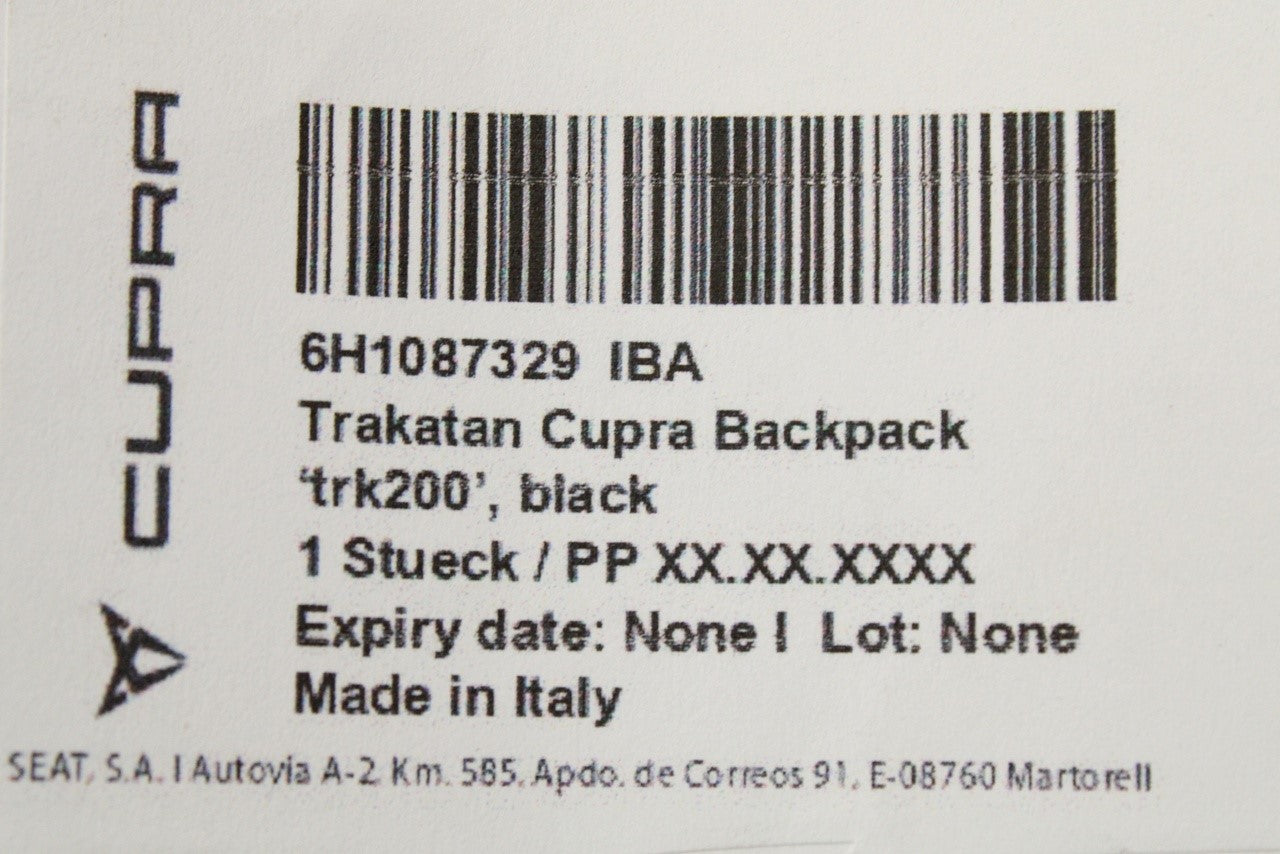 CUPRA
6H1087329 IBA
Trakatan Cupra Backpack
‘trk200’, black
1 Stueck / PP XX.XX.XXXX
Expiry date: None I Lot: None
Made in Italy
SEAT, S.A. I Autovia A-2 Km. 585, Apdo. de Correos 91, E-08760 Martorell